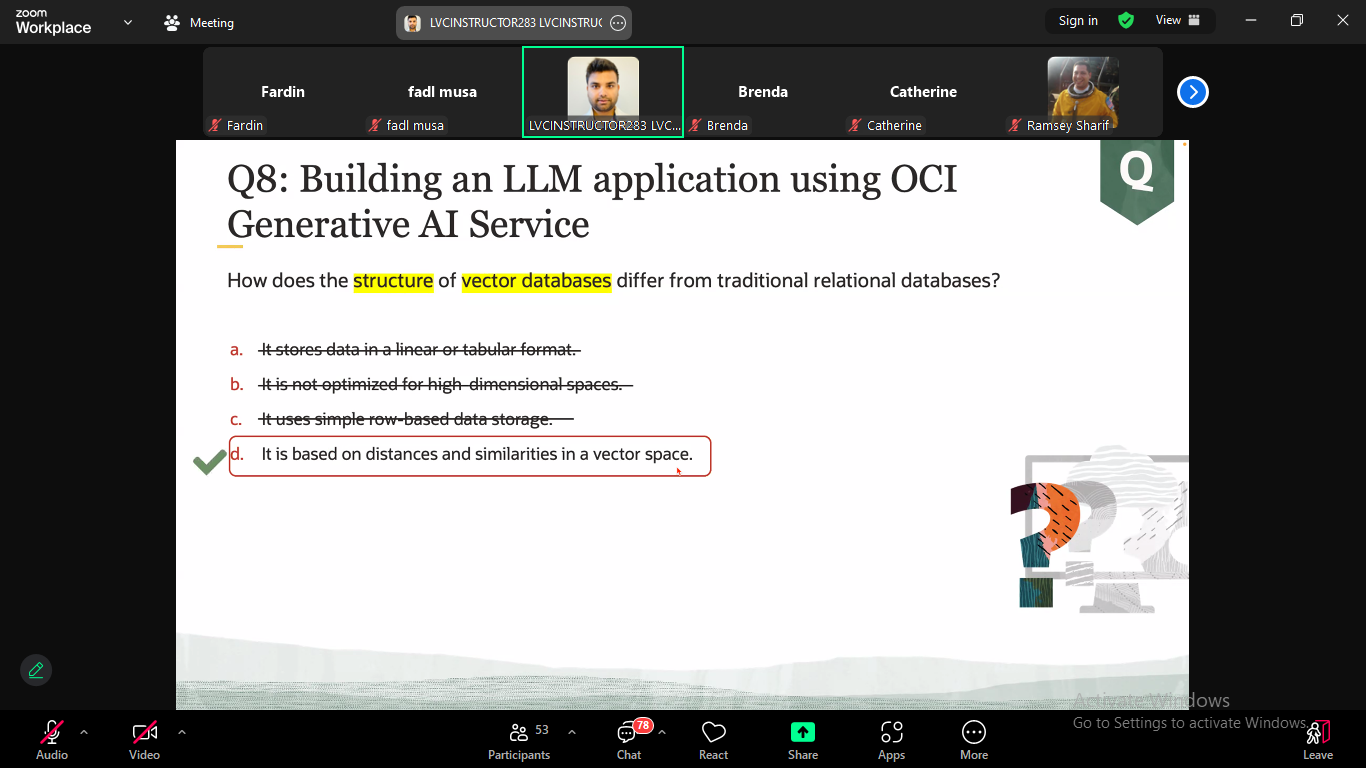 zoom
Workplace
Meeting
LVCINSTRUCTOR283 LVCINSTRUC
Sign in
View
Fardin
fadl musa
Brenda
Catherine
Fardin
fadl musa
LVCINSTRUCTOR283 LVC...
Brenda
Catherine
Ramsey Sharif
Q8: Building an LLM application using OCI
Generative AI Service
Q
How does the structure of vector databases differ from traditional relational databases?
a. It stores data in a linear or tabular format.
b. It is not optimized for high-dimensional spaces.
c. It uses simple row-based data storage.
d. It is based on distances and similarities in a vector space.
Activate Windows
Go to Settings to activate Windows.
Audio
Video
53
Participants
78
Chat
React
Share
Apps
More
Leave